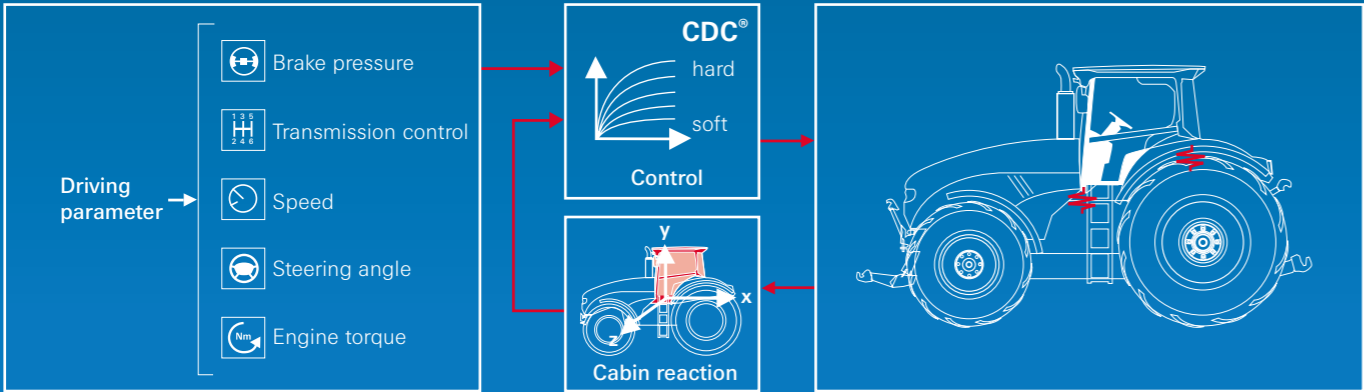 Driving
parameter
Brake pressure
1 3 5
2 4 6
Transmission control
Speed
Steering angle
Nm
Engine torque
CDC®
hard
soft
Control
y
x
z
Cabin reaction